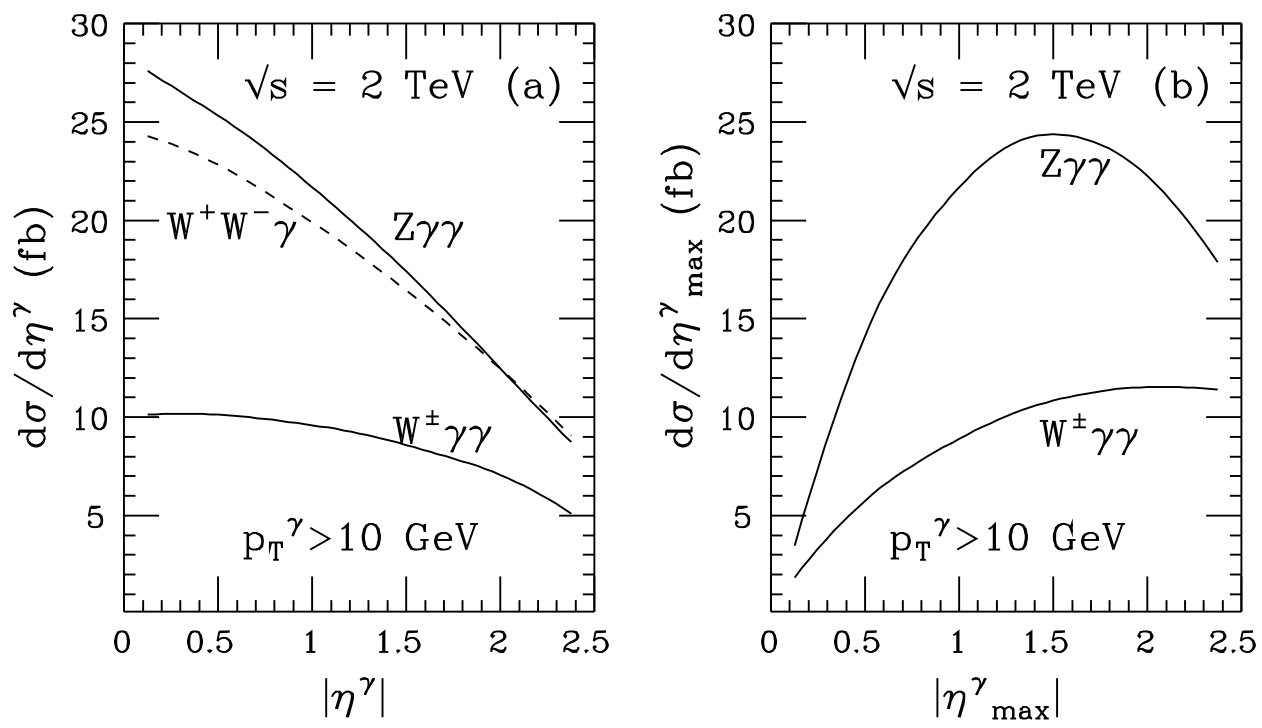 30
25
20
15
10
5
dσ/dη^γ (fb)
√s = 2 TeV (a)
W⁺W⁻γ
Zγγ
W^±γγ
p_T^γ>10 GeV
0 0.5 1 1.5 2 2.5
|η^γ|
30
25
20
15
10
5
dσ/dη^γ_max (fb)
√s = 2 TeV (b)
Zγγ
W^±γγ
p_T^γ>10 GeV
0 0.5 1 1.5 2 2.5
|η^γ_max|